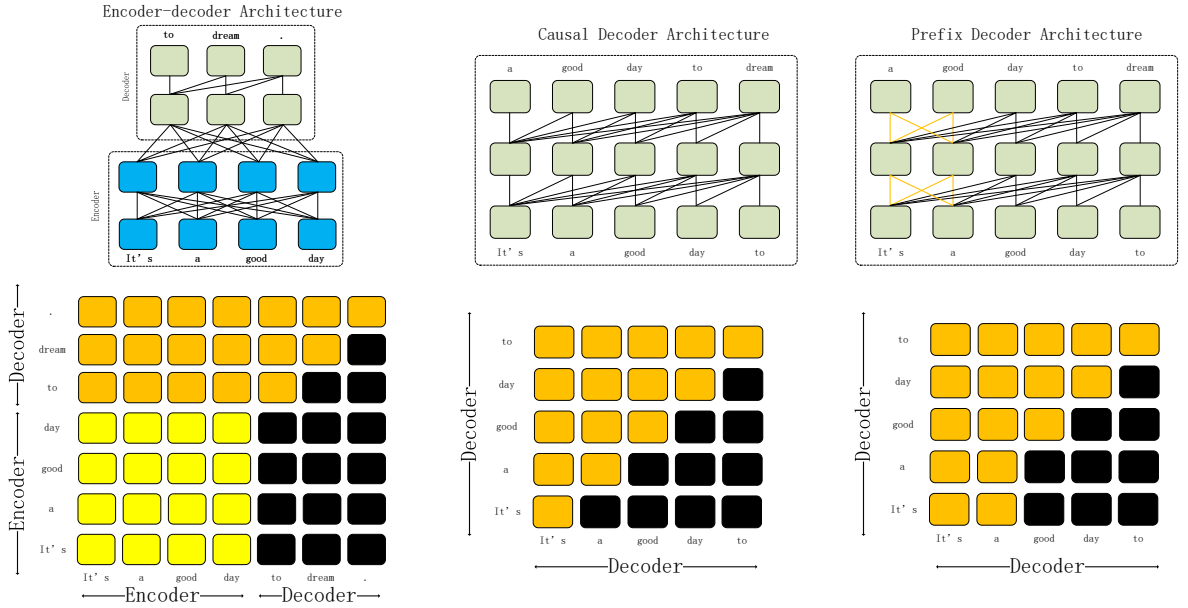 Encoder-decoder Architecture
to dream .
Decoder
Encoder
It's a good day
Causal Decoder Architecture
a good day to dream
It's a good day to
Prefix Decoder Architecture
a good day to dream
It's a good day to
Decoder
Encoder
.
dream
to
day
good
a
It's
It's a good day to dream .
Encoder Decoder
Decoder
to
day
good
a
It's
It's a good day to
Decoder
Decoder
to
day
good
a
It's
It's a good day to
Decoder